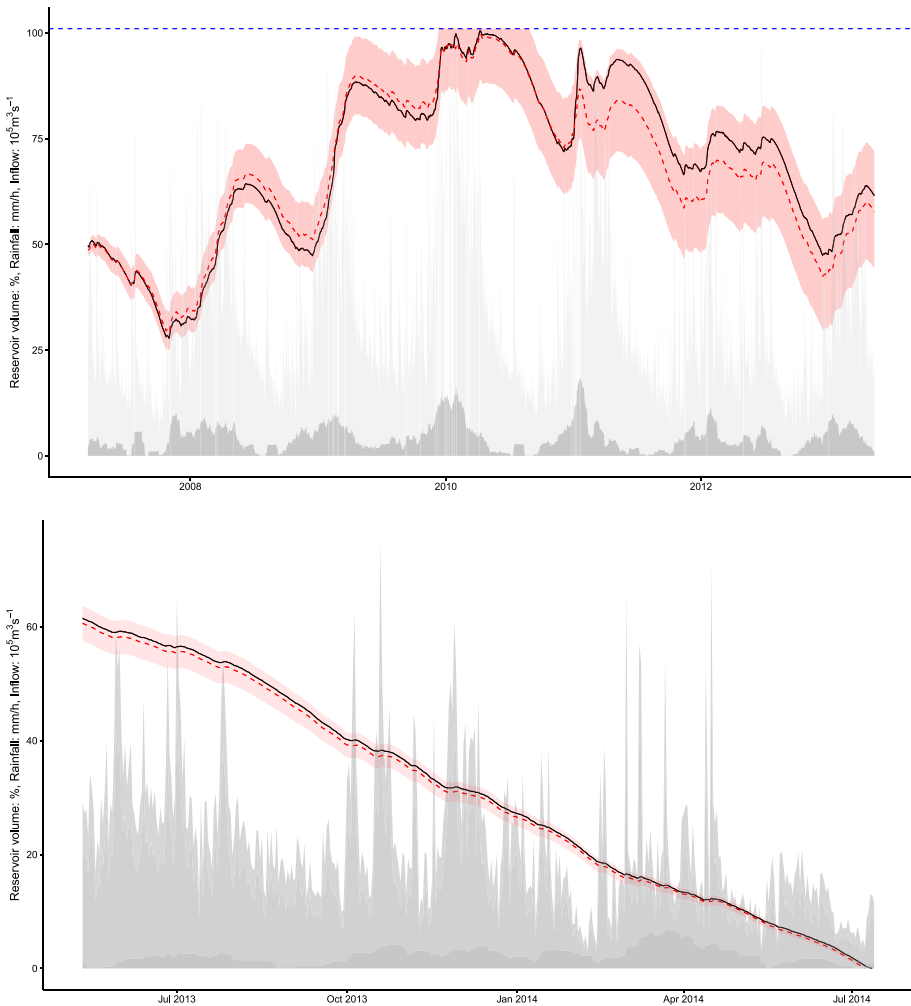 Reservoir volume: %, Rainfall: mm/h, Inflow: 10⁵m³s⁻¹
100
75
50
25
0
2008
2010
2012
Reservoir volume: %, Rainfall: mm/h, Inflow: 10⁵m³s⁻¹
60
40
20
0
Jul 2013
Oct 2013
Jan 2014
Apr 2014
Jul 2014